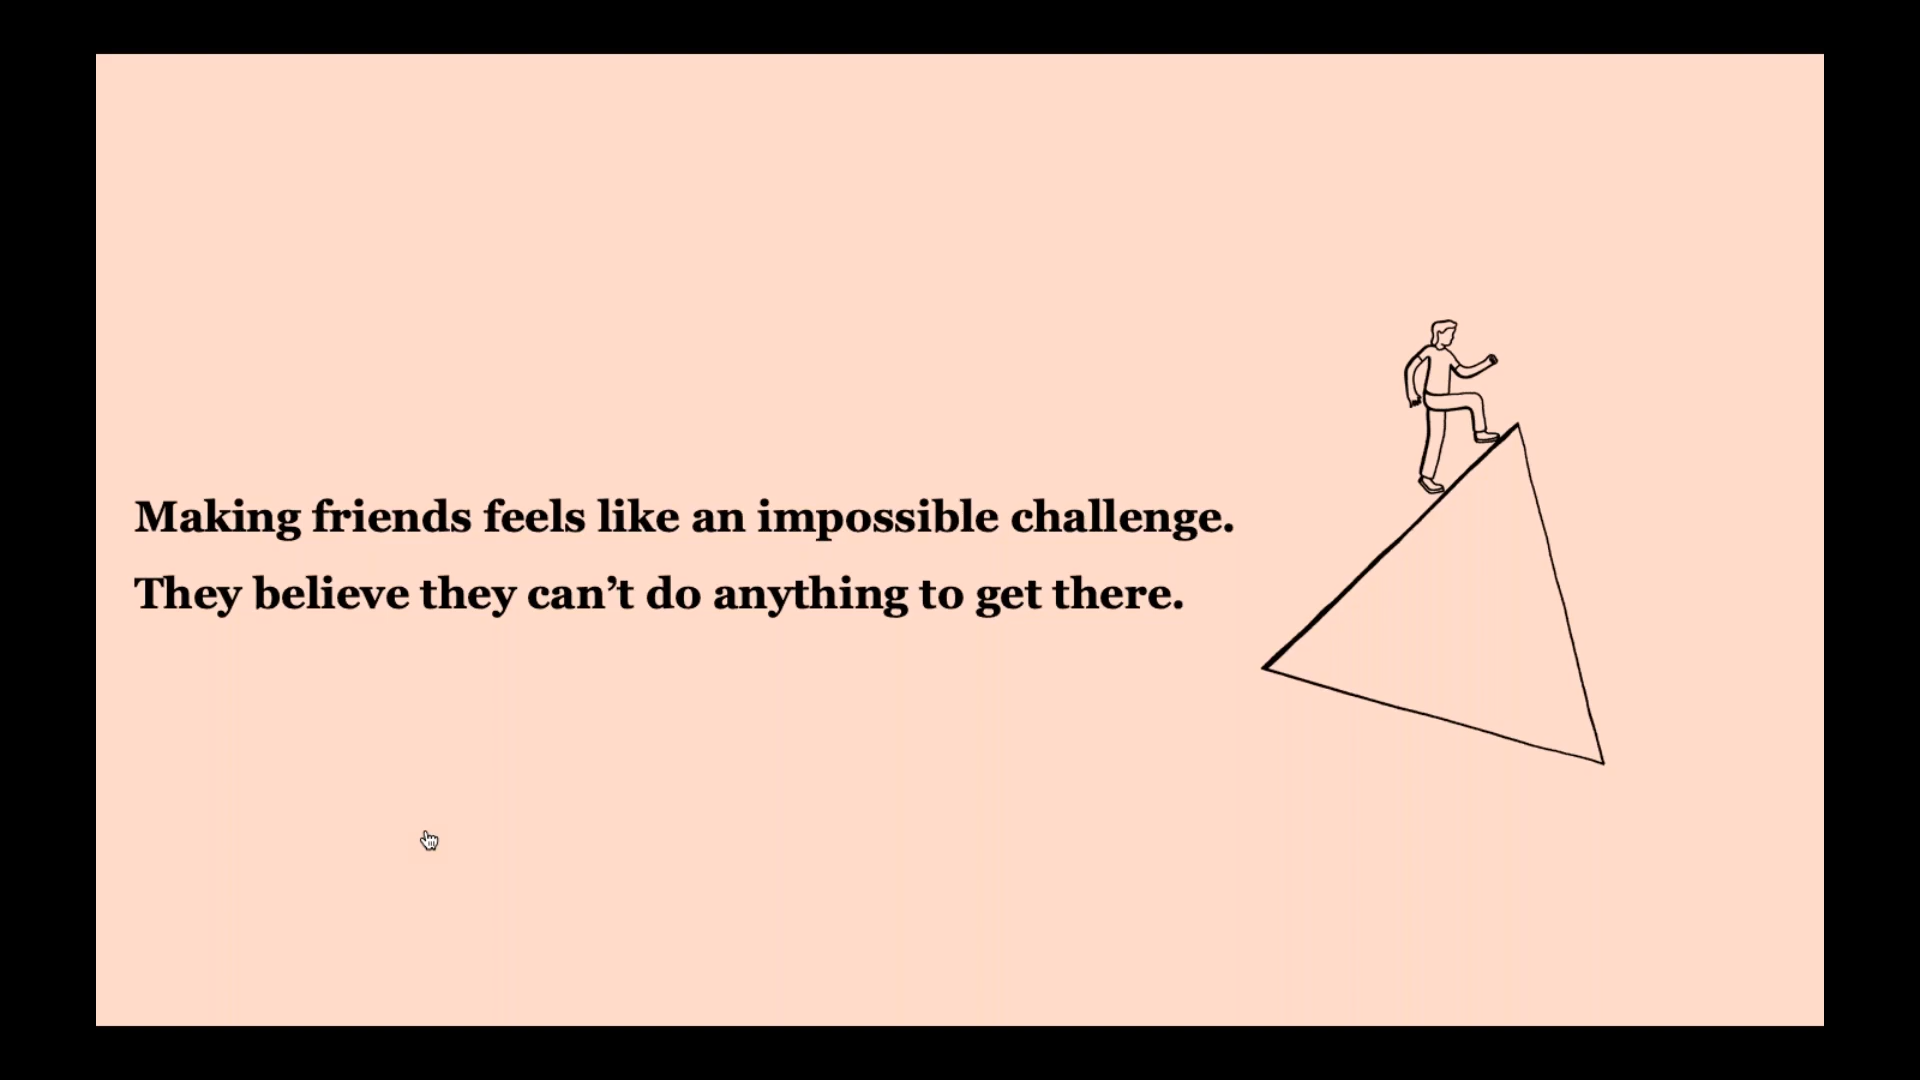 Making friends feels like an impossible challenge.
They believe they can’t do anything to get there.